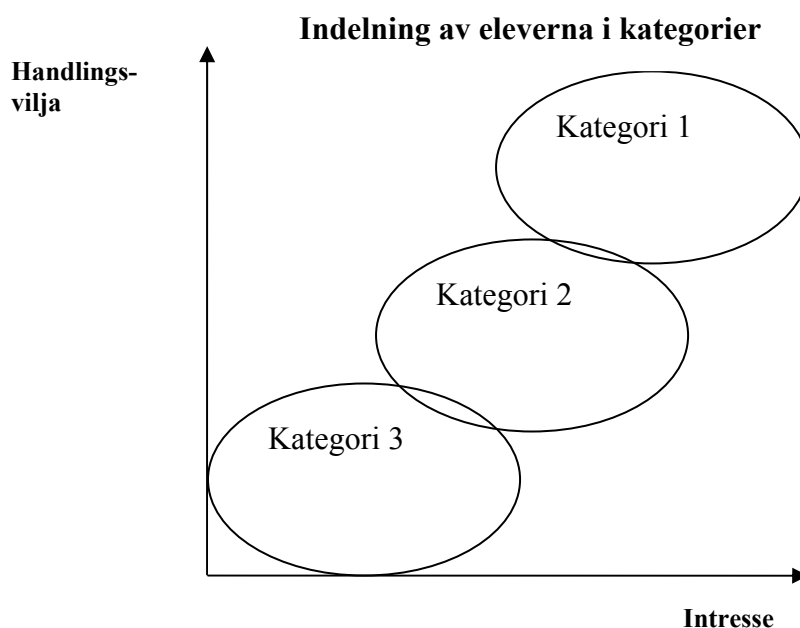 Indelning av eleverna i kategorier
Handlings-
vilja
Kategori 1
Kategori 2
Kategori 3
Intresse